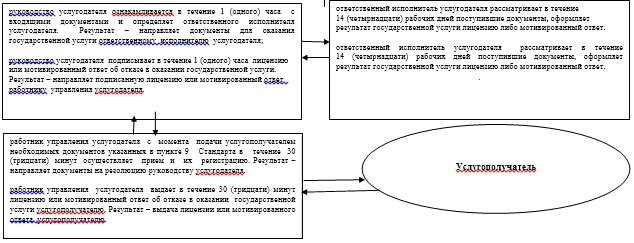 руководство услугодателя ознакамливается в течение 1 (одного) часа с
входящими документами и определяет ответственного исполнителя
услугодателя. Результат – направляет документы для оказания
государственной услуги ответственному исполнителю услугодателя;
руководство услугодателя подписывает в течение 1 (одного) часа лицензию
или мотивированный ответ об отказе в оказании государственной услуги.
Результат – направляет подписанную лицензию или мотивированный ответ
работнику управления услугодателя.
ответственный исполнитель услугодателя рассматривает в течение
14 (четырнадцати) рабочих дней поступившие документы, оформляет
результат государственной услуги лицензию либо мотивированный ответ.
ответственный исполнитель услугодателя рассматривает в течение
14 (четырнадцати) рабочих дней поступившие документы, оформляет
результат государственной услуги лицензию либо мотивированный ответ.
.
работник управления услугодателя с момента подачи услугополучателем
необходимых документов указанных в пункте 9 Стандарта в течение 30
(тридцати) минут осуществляет прием и их регистрацию. Результат –
направляет документы на резолюцию руководству услугодателя.
работник управления услугодателя выдает в течение 30 (тридцати) минут
лицензию или мотивированный ответ об отказе в оказании государственной
услуги услугополучателю. Результат – выдача лицензии или мотивированного
ответа услугополучателю.
Услугополучатель